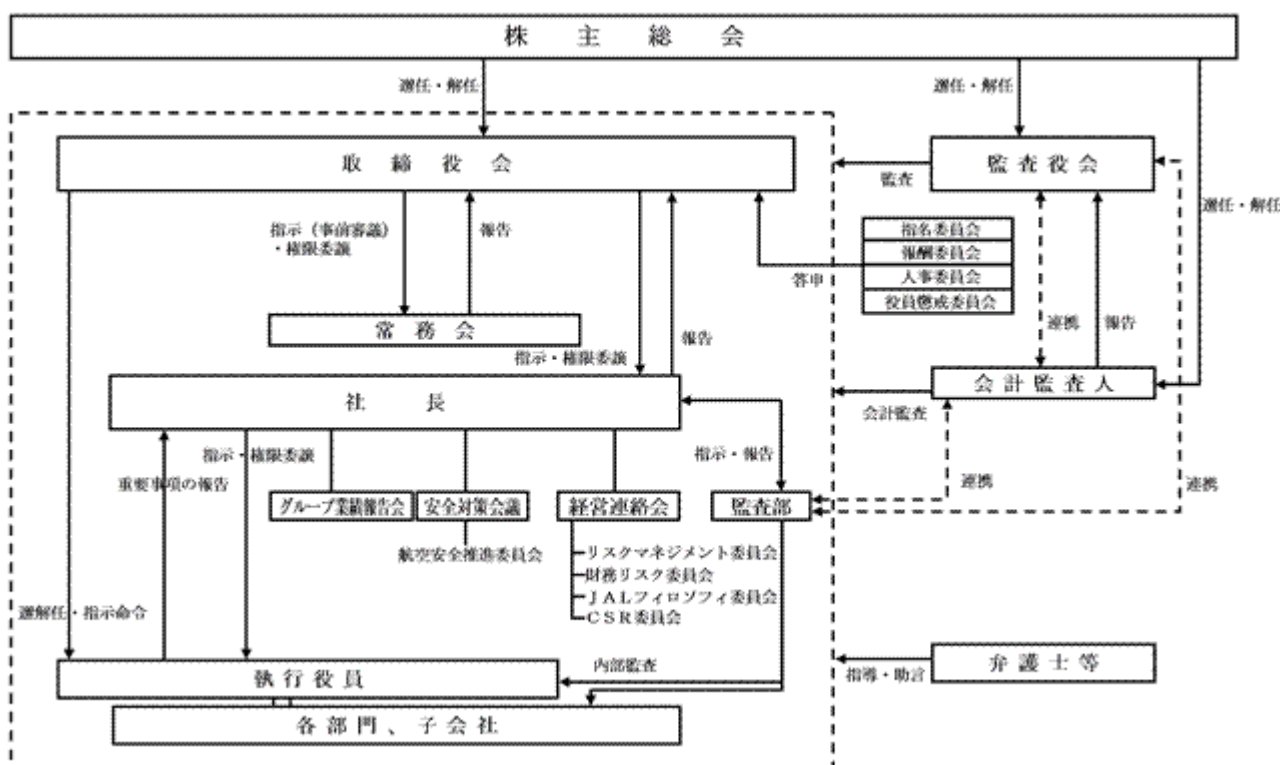 株主総会
選任・解任
選任・解任
取締役会
監査役会
監査
選任・解任
指示（事前審議）
・権限委譲
報告
指名委員会
報酬委員会
人事委員会
役員懲戒委員会
答申
常務会
連携
報告
指示・権限委譲
報告
社長
会計監査人
会計監査
指示・権限委譲
重要事項の報告
指示・報告
連携
連携
グループ業績報告会
安全対策会議
経営連絡会
監査部
航空安全推進委員会
リスクマネジメント委員会
財務リスク委員会
ＪＡＬフィロソフィ委員会
ＣＳＲ委員会
選解任・指示命令
執行役員
内部監査
指導・助言
弁護士等
各部門、子会社